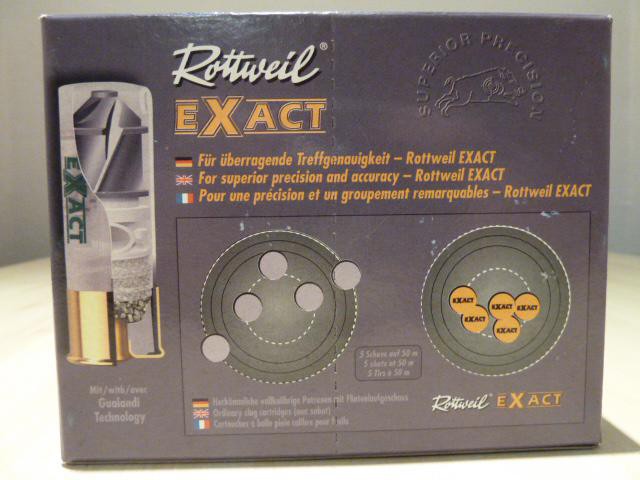 Rottweil®
EXACT
SUPERIOR PRECISION
EXACT
Für überragende Treffgenauigkeit – Rottweil EXACT
For superior precision and accuracy – Rottweil EXACT
Pour une précision et un groupement remarquables – Rottweil EXACT
EXACT
EXACT
EXACT
EXACT
EXACT
5 Schuss auf 50 m
5 shots at 50 m
5 Tirs à 50 m
Mit/with/avec
Gualandi
Technology
Herkömmliche vollkalibrige Patronen mit Flintenlaufgeschoss
Ordinary slug cartridges (non sabot)
Cartouches à balle plein calibre pour fusils
Rottweil® EXACT